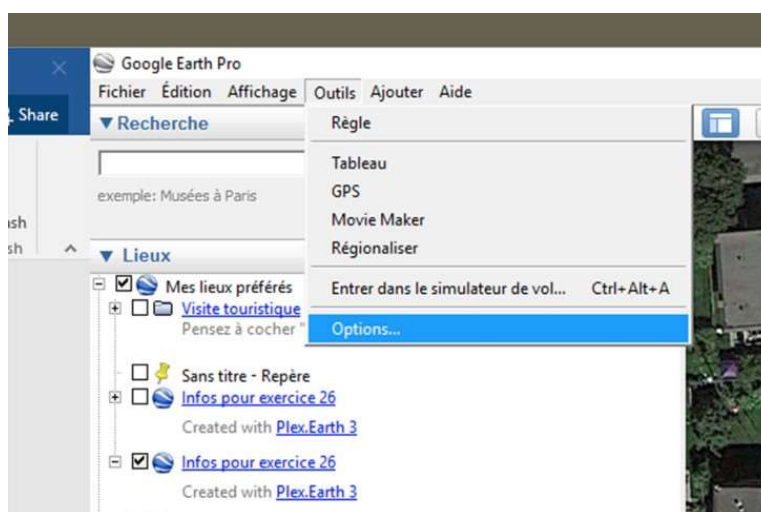 Google Earth Pro
Fichier Édition Affichage Outils Ajouter Aide
Share
Recherche
exemple: Musées à Paris
Règle
Tableau
GPS
Movie Maker
Régionaliser
Entrer dans le simulateur de vol... Ctrl+Alt+A
Options...
Lieux
Mes lieux préférés
Visite touristique
Pensez à cocher "
Sans titre - Repère
Infos pour exercice 26
Created with Plex.Earth 3
Infos pour exercice 26
Created with Plex.Earth 3